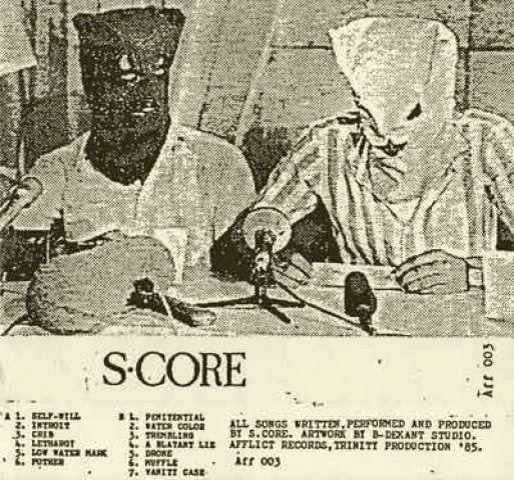 S·CORE
Aff 003
A 1. SELF-WILL
2. INTROIT
3. CRIB
4. LETHARGY
5. LOW WATER MARK
6. POTHER
B 1. PENITENTIAL
2. WATER COLOR
3. TREMBLING
4. A BLATANT LIE
5. DRONE
6. MUFFLE
7. VANITY CASE
ALL SONGS WRITTEN,PERFORMED AND PRODUCED
BY S.CORE. ARTWORK BY B-DEXANT STUDIO.
AFFLICT RECORDS,TRINITY PRODUCTION '85.
Aff 003